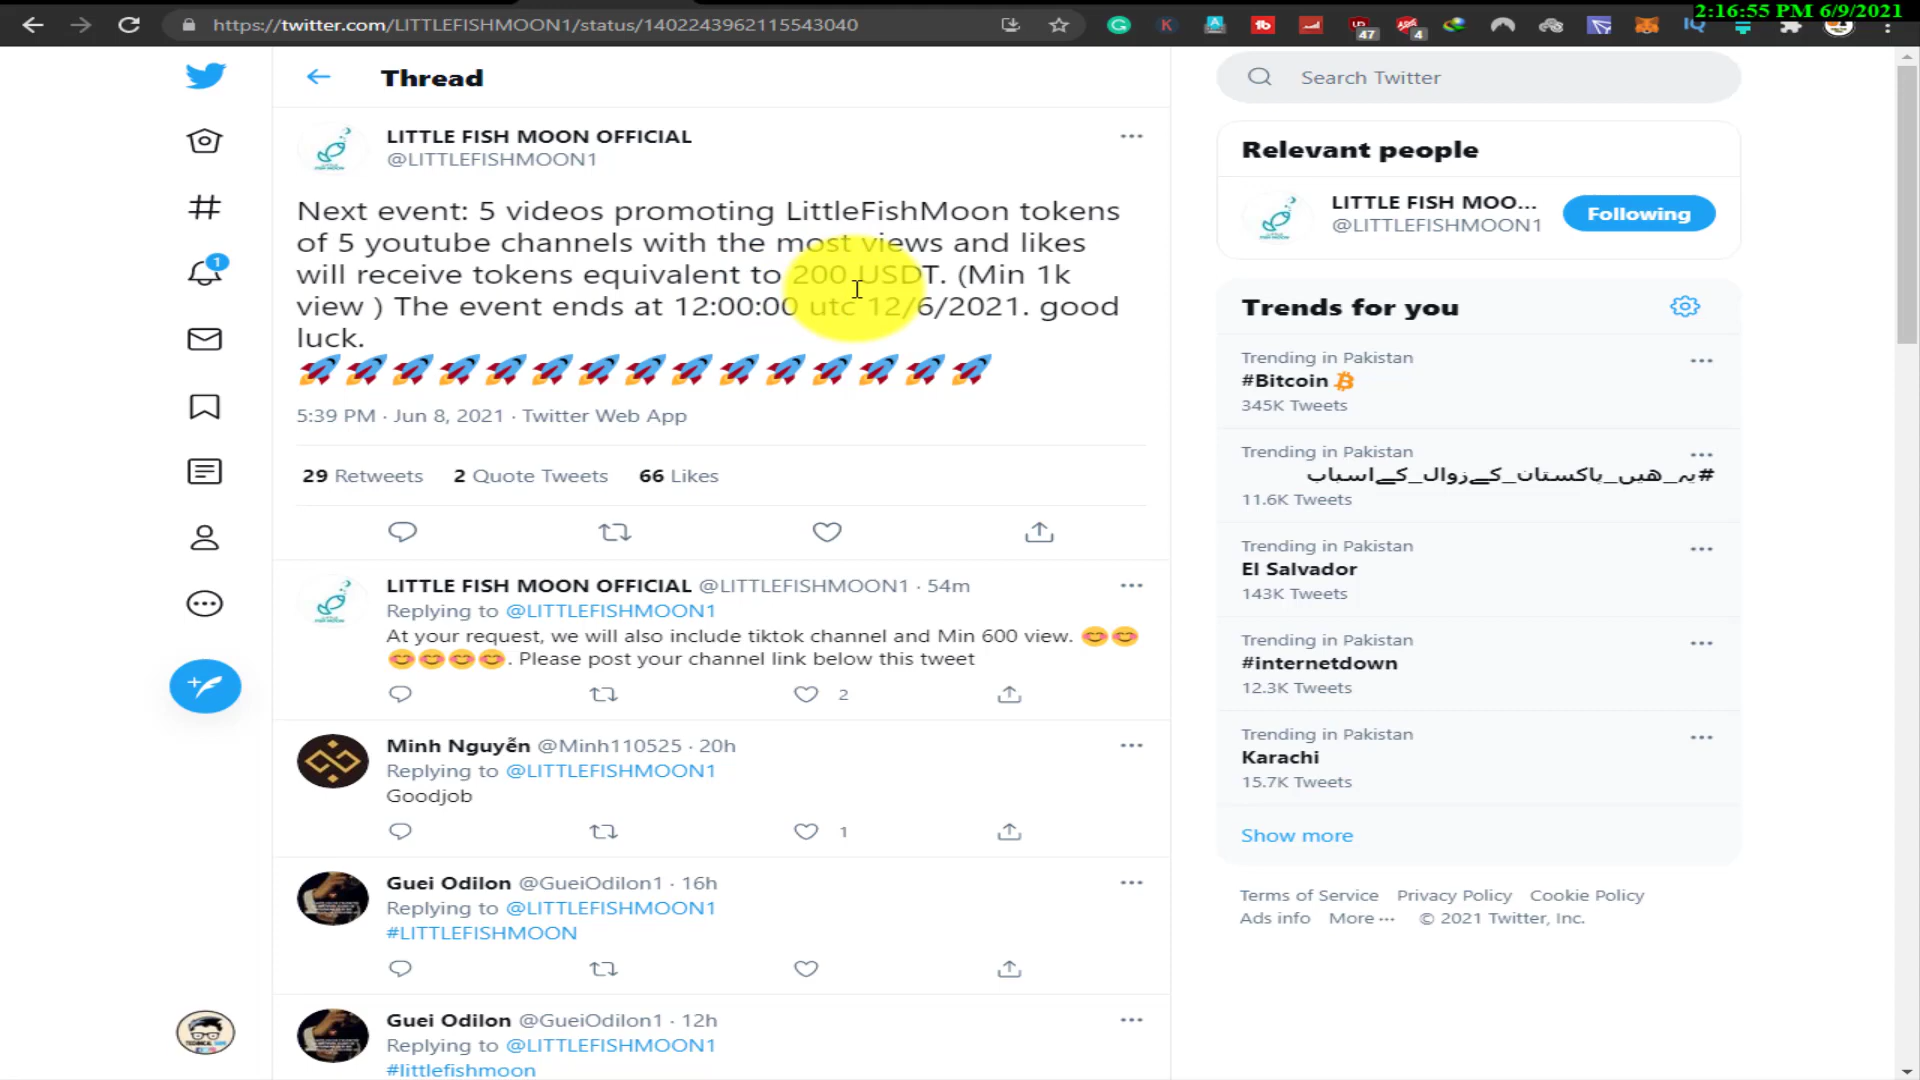 https://twitter.com/LITTLEFISHMOON1/status/1402243962115543040
2:16:55 PM 6/9/2021
47
4
Thread
Search Twitter
LITTLE FISH MOON OFFICIAL
@LITTLEFISHMOON1
Next event: 5 videos promoting LittleFishMoon tokens
of 5 youtube channels with the most views and likes
will receive tokens equivalent to 200 USDT. (Min 1k
view ) The event ends at 12:00:00 utc 12/6/2021. good
luck.
5:39 PM · Jun 8, 2021 · Twitter Web App
29 Retweets 2 Quote Tweets 66 Likes
LITTLE FISH MOON OFFICIAL @LITTLEFISHMOON1 · 54m
Replying to @LITTLEFISHMOON1
At your request, we will also include tiktok channel and Min 600 view. 😊😊
😊😊😊😊. Please post your channel link below this tweet
2
Minh Nguyễn @Minh110525 · 20h
Replying to @LITTLEFISHMOON1
Goodjob
1
Guei Odilon @GueiOdilon1 · 16h
Replying to @LITTLEFISHMOON1
#LITTLEFISHMOON
Guei Odilon @GueiOdilon1 · 12h
Replying to @LITTLEFISHMOON1
#littlefishmoon
1
Relevant people
LITTLE FISH MOO...
@LITTLEFISHMOON1
Following
Trends for you
Trending in Pakistan
#Bitcoin
345K Tweets
Trending in Pakistan
#یہ_ھیں_پاکستان_کےزوال_کےاسباب
11.6K Tweets
Trending in Pakistan
El Salvador
143K Tweets
Trending in Pakistan
#internetdown
12.3K Tweets
Trending in Pakistan
Karachi
15.7K Tweets
Show more
Terms of Service Privacy Policy Cookie Policy
Ads info More ··· © 2021 Twitter, Inc.